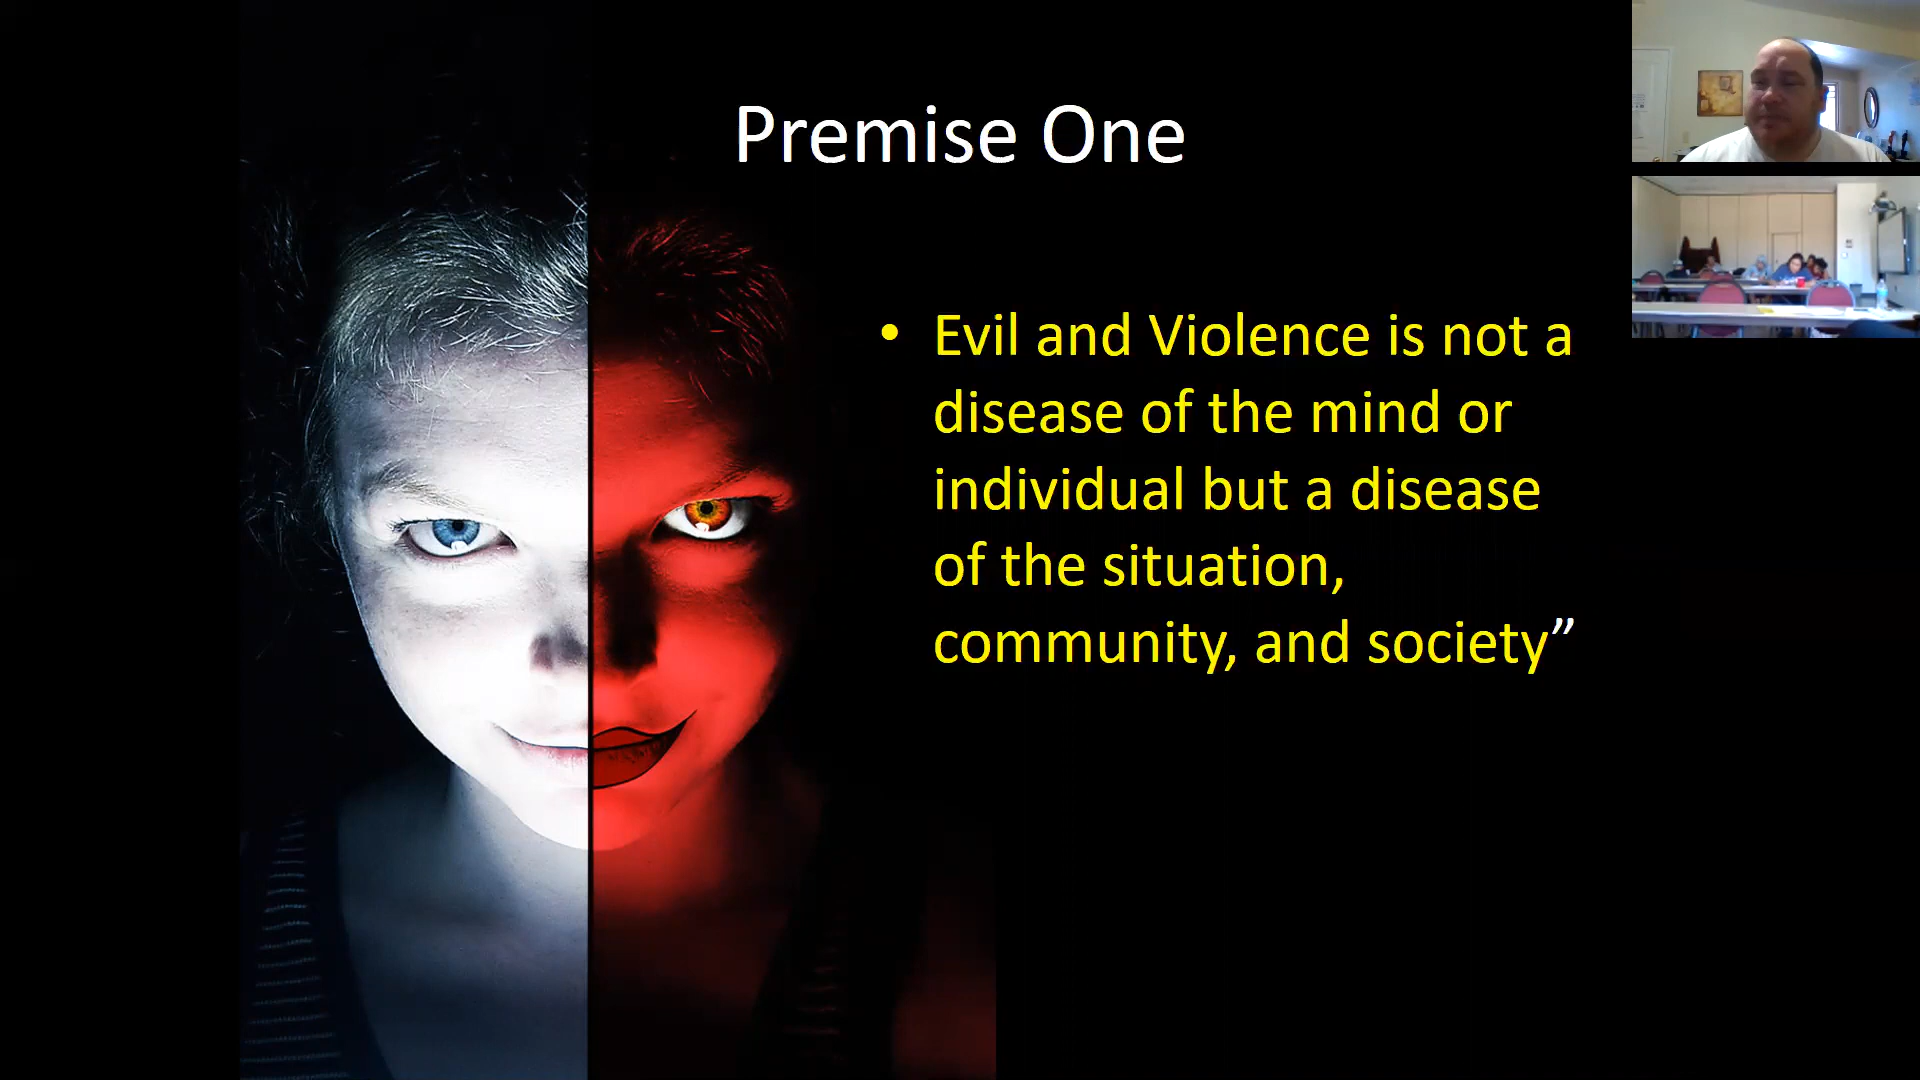 Premise One
• Evil and Violence is not a
disease of the mind or
individual but a disease
of the situation,
community, and society”